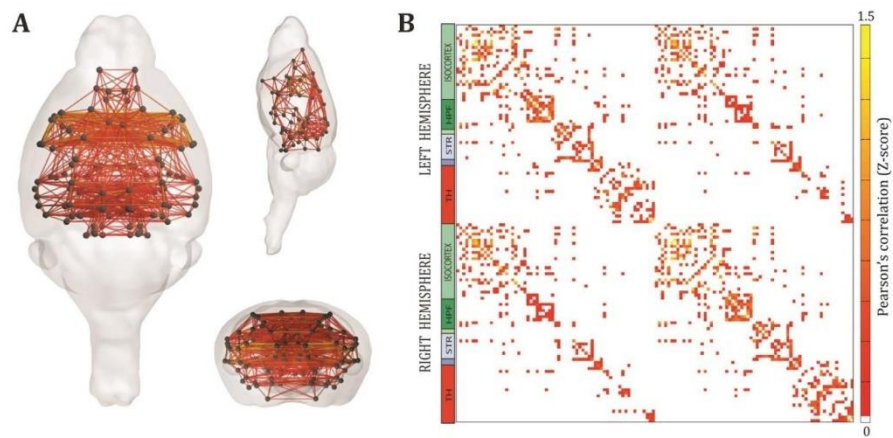 A
B
LEFT HEMISPHERE
RIGHT HEMISPHERE
ISOCORTEX
HPF
STR
TH
ISOCORTEX
HPF
STR
TH
1.5
Pearson's correlation (Z-score)
0